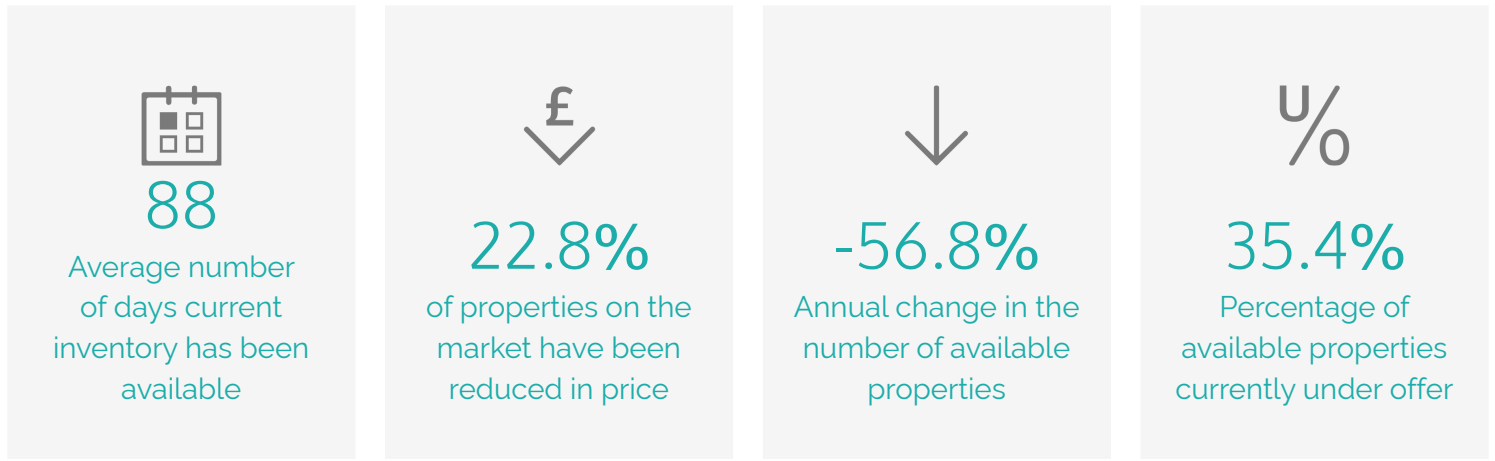 88
Average number
of days current
inventory has been
available
£
22.8%
of properties on the
market have been
reduced in price
-56.8%
Annual change in the
number of available
properties
U/O
35.4%
Percentage of
available properties
currently under offer